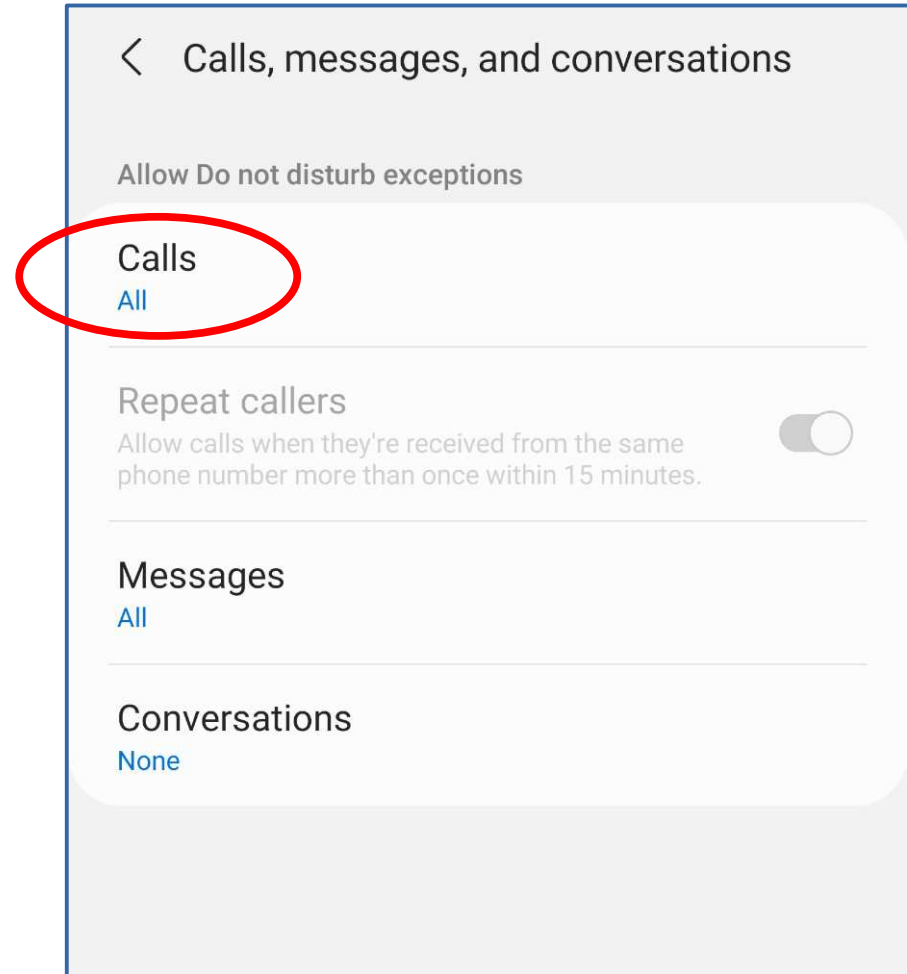 Calls, messages, and conversations
Allow Do not disturb exceptions
Calls
All
Repeat callers
Allow calls when they're received from the same
phone number more than once within 15 minutes.
Messages
All
Conversations
None